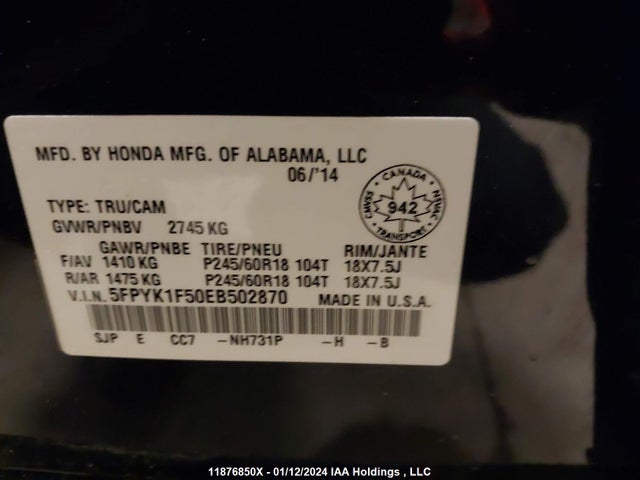 MFD. BY HONDA MFG. OF ALABAMA, LLC
06/'14
TYPE: TRU/CAM
GVWR/PNBV 2745 KG
GAWR/PNBE TIRE/PNEU RIM/JANTE
F/AV 1410 KG P245/60R18 104T 18X7.5J
R/AR 1475 KG P245/60R18 104T 18X7.5J
V.I.N. 5FPYK1F50EB502870 MADE IN U.S.A.
SJP E CC7 -NH731P -H -B
CANADA
942
TRANSPORT
11876850X - 01/12/2024 IAA Holdings , LLC